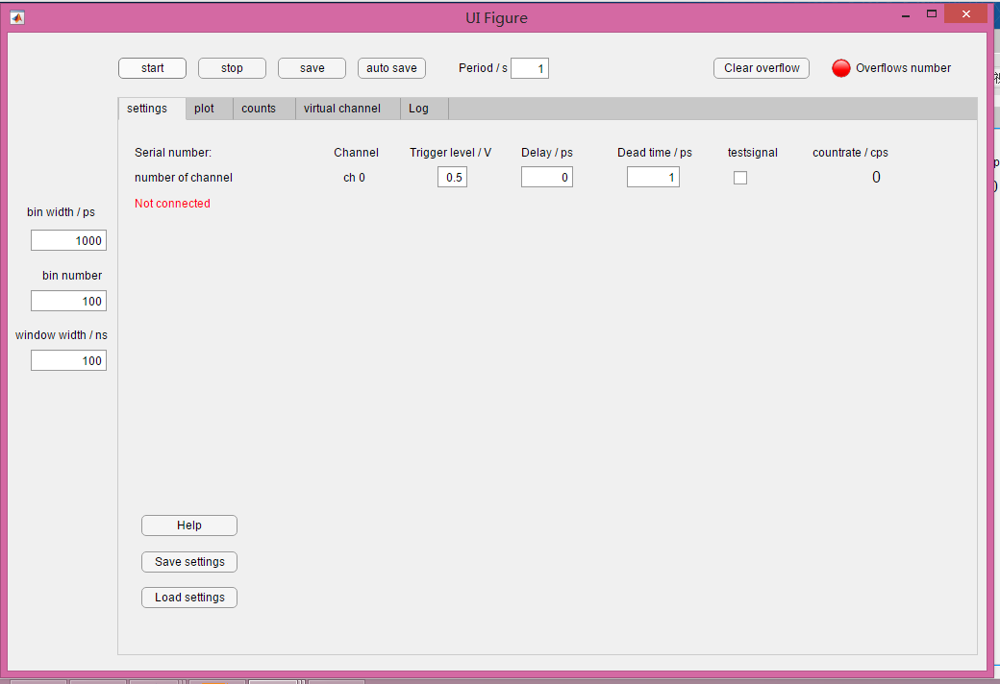 UI Figure
start stop save auto save Period / s 1 Clear overflow Overflows number
settings plot counts virtual channel Log
Serial number: Channel Trigger level / V Delay / ps Dead time / ps testsignal countrate / cps
number of channel ch 0 0.5 0 1 0
Not connected
bin width / ps
1000
bin number
100
window width / ns
100
Help
Save settings
Load settings